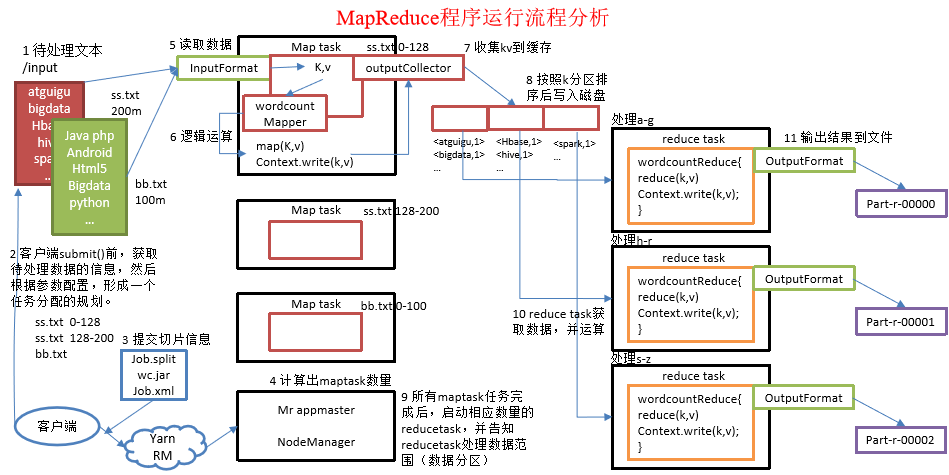 MapReduce程序运行流程分析
1 待处理文本
/input
atguigu
bigdata
Hbase
hive
spark
...
Java php
Android
Html5
Bigdata
python
...
ss.txt
200m
bb.txt
100m
2 客户端submit()前，获取
待处理数据的信息，然后
根据参数配置，形成一个
任务分配的规划。
ss.txt 0-128
ss.txt 128-200
bb.txt
3 提交切片信息
Job.split
wc.jar
Job.xml
客户端
Yarn
RM
4 计算出maptask数量
Mr appmaster
NodeManager
5 读取数据
InputFormat
Map task
ss.txt 0-128
K,v
outputCollector
wordcount
Mapper
6 逻辑运算
map(K,v)
Context.write(k,v)
Map task
ss.txt 128-200
Map task
bb.txt 0-100
7 收集kv到缓存
8 按照k分区排
序后写入磁盘
<atguigu,1>
<bigdata,1>
...
<Hbase,1>
<hive,1>
...
<spark,1>
...
9 所有maptask任务完
成后，启动相应数量的
reducetask，并告知
reducetask处理数据范
围（数据分区）
10 reduce task获
取数据，并运算
处理a-g
reduce task
wordcountReduce{
reduce(k,v)
Context.write(k,v);
}
OutputFormat
11 输出结果到文件
Part-r-00000
处理h-r
reduce task
wordcountReduce{
reduce(k,v)
Context.write(k,v);
}
OutputFormat
Part-r-00001
处理s-z
reduce task
wordcountReduce{
reduce(k,v)
Context.write(k,v);
}
OutputFormat
Part-r-00002